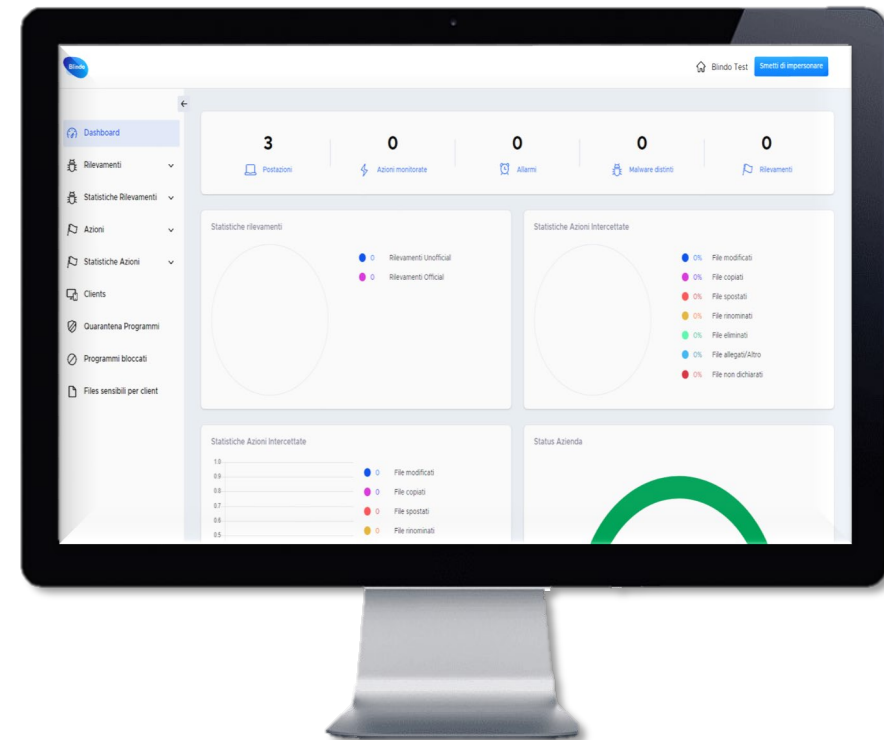 Blindo
Blindo Test
Smetti di impersonare
Dashboard
Rilevamenti
Statistiche Rilevamenti
Azioni
Statistiche Azioni
Clients
Quarantena Programmi
Programmi bloccati
Files sensibili per client
3 0 0 0 0
Postazioni Azioni monitorate Allarmi Malware distinti Rilevamenti
Statistiche rilevamenti
0 Rilevamenti Unofficial
0 Rilevamenti Official
Statistiche Azioni Intercettate
0% File modificati
0% File copiati
0% File spostati
0% File rinominati
0% File eliminati
0% File allegati/Altro
0% File non dichiarati
Statistiche Azioni Intercettate
1.0
0.9
0.8
0.7
0.6
0.5
0 File modificati
0 File copiati
0 File spostati
0 File rinominati
Status Azienda